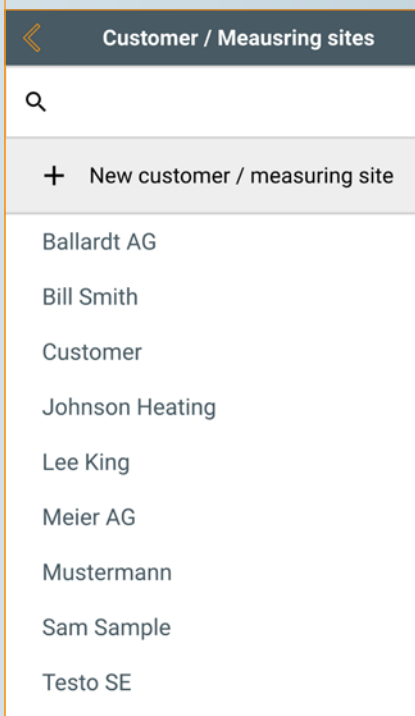 Customer / Meausring sites
New customer / measuring site
Ballardt AG
Bill Smith
Customer
Johnson Heating
Lee King
Meier AG
Mustermann
Sam Sample
Testo SE